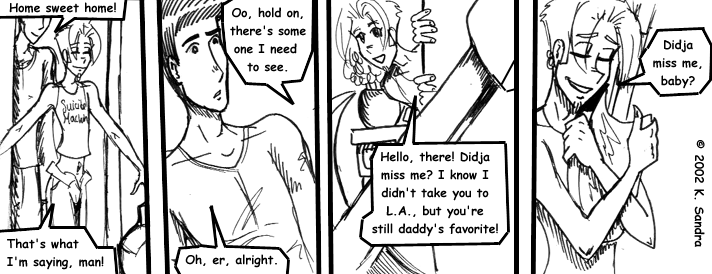 Home sweet home!
Suicide
Machines
That's what
I'm saying, man!
Oo, hold on,
there's some
one I need
to see.
Oh, er, alright.
Hello, there! Didja
miss me? I know I
didn't take you to
L.A., but you're
still daddy's favorite!
Didja
miss me,
baby?
© 2002 K. Sandra